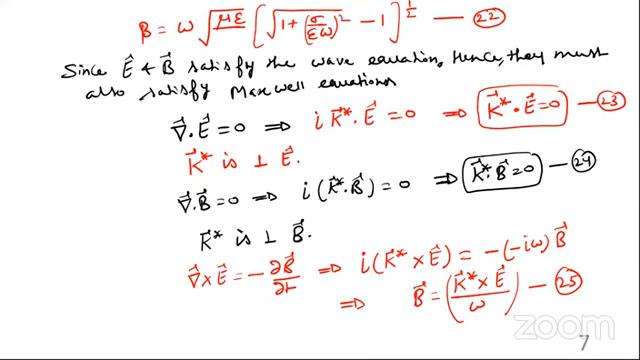 β = ω √(με/2) [√(1+(σ/εω)²) − 1]^(1/2) — (22)
Since E⃗ & B⃗ satisfy the wave equation, Hence, they must
also satisfy Maxwell equations
∇⃗·E⃗ = 0 ⟹ i K⃗*·E⃗ = 0 ⟹ K⃗*·E⃗ = 0 — (23)
K⃗* is ⊥ E⃗.
∇⃗·B⃗ = 0 ⟹ i(K⃗*·B⃗) = 0 ⟹ K⃗*·B⃗ = 0 — (24)
K⃗* is ⊥ B⃗.
∇⃗×E⃗ = −∂B⃗/∂t ⟹ i(K⃗*×E⃗) = −(−iω)B⃗
⟹ B⃗ = (K⃗*×E⃗/ω) — (25)
zoom
7